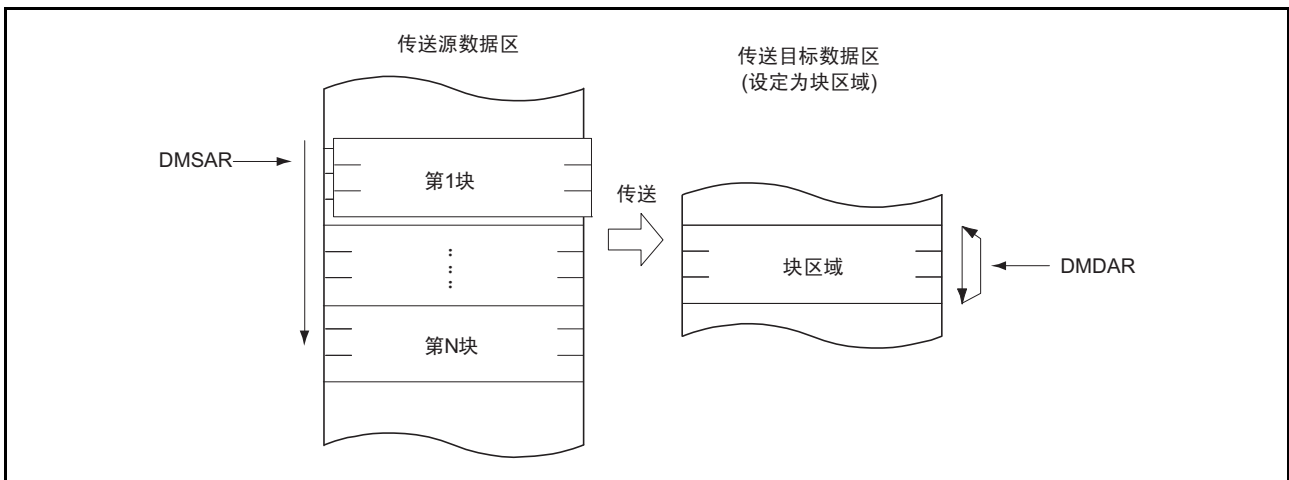 传送源数据区
传送目标数据区
(设定为块区域)
DMSAR
第1块
传送
块区域
DMDAR
第N块